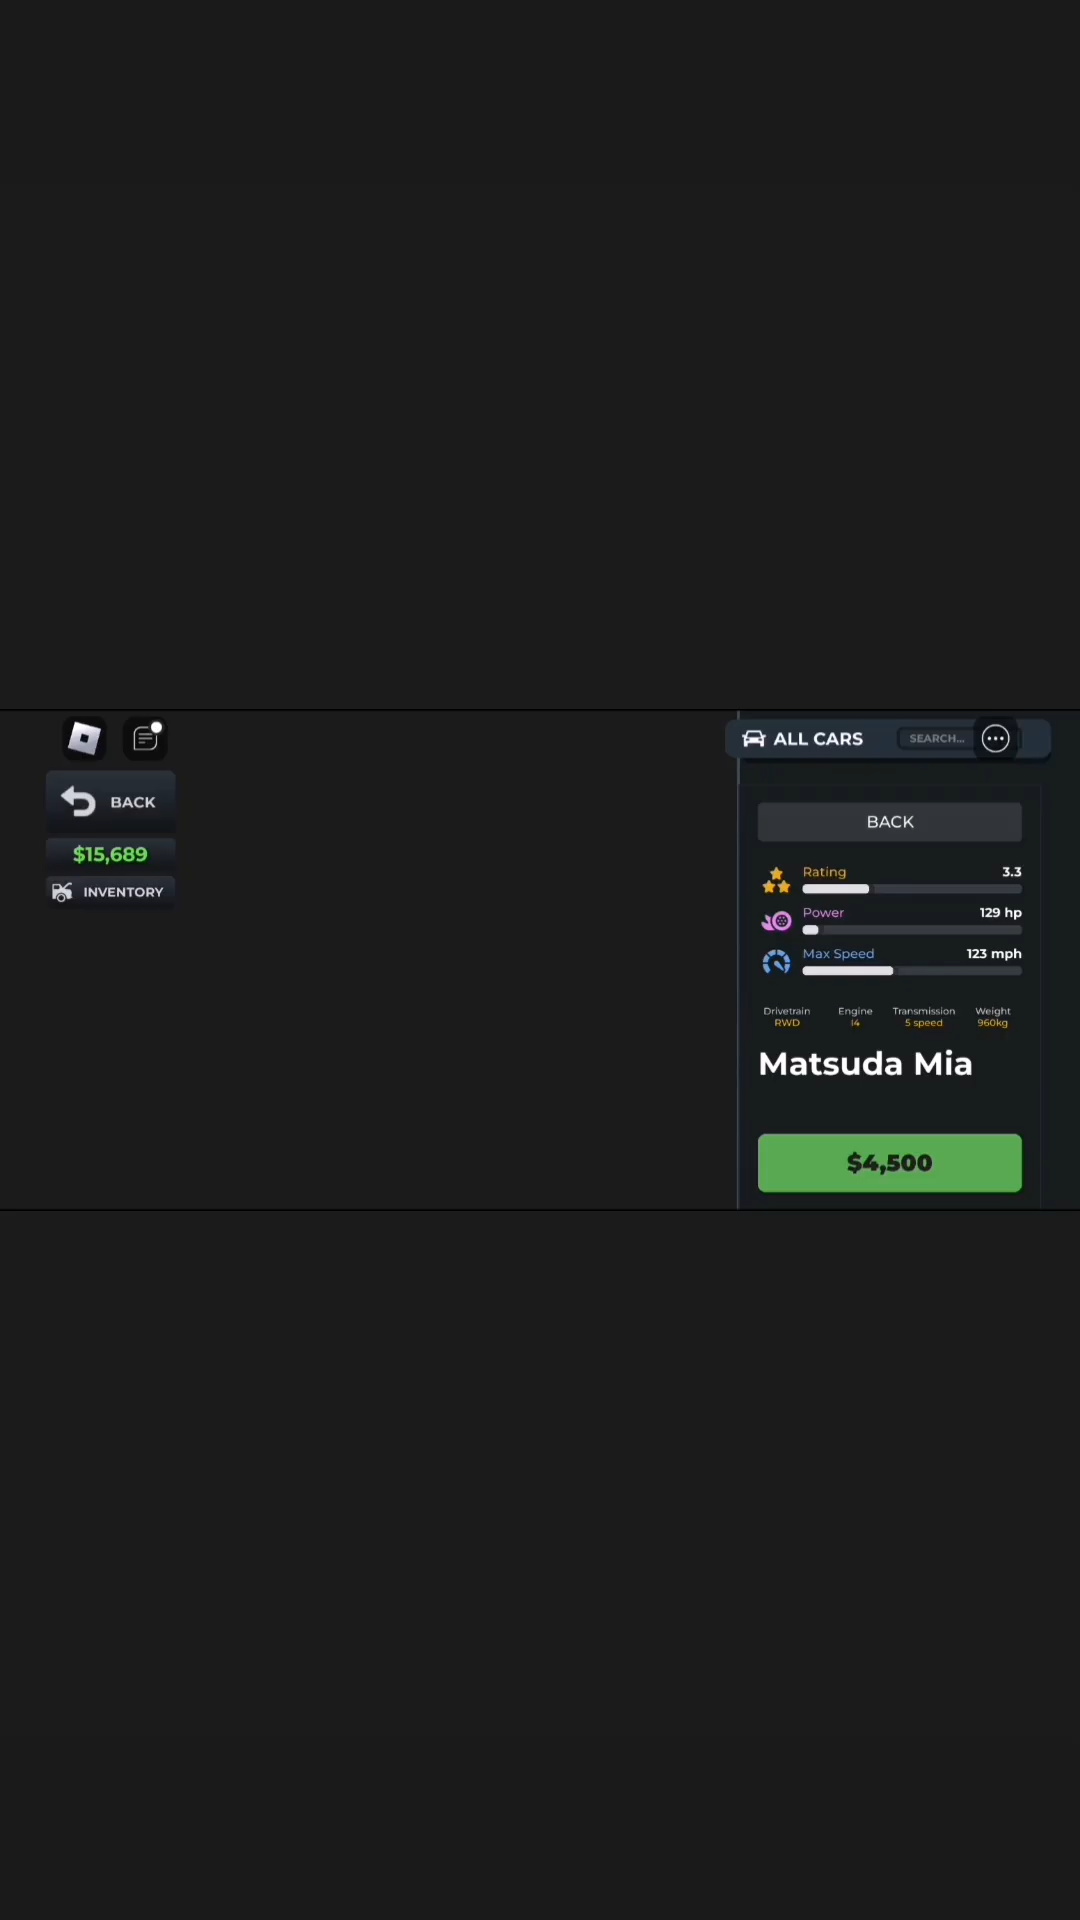 BACK
$15,689
INVENTORY
ALL CARS
SEARCH...
BACK
Rating 3.3
Power 129 hp
Max Speed 123 mph
Drivetrain Engine Transmission Weight
RWD I4 5 speed 960kg
Matsuda Mia
$4,500